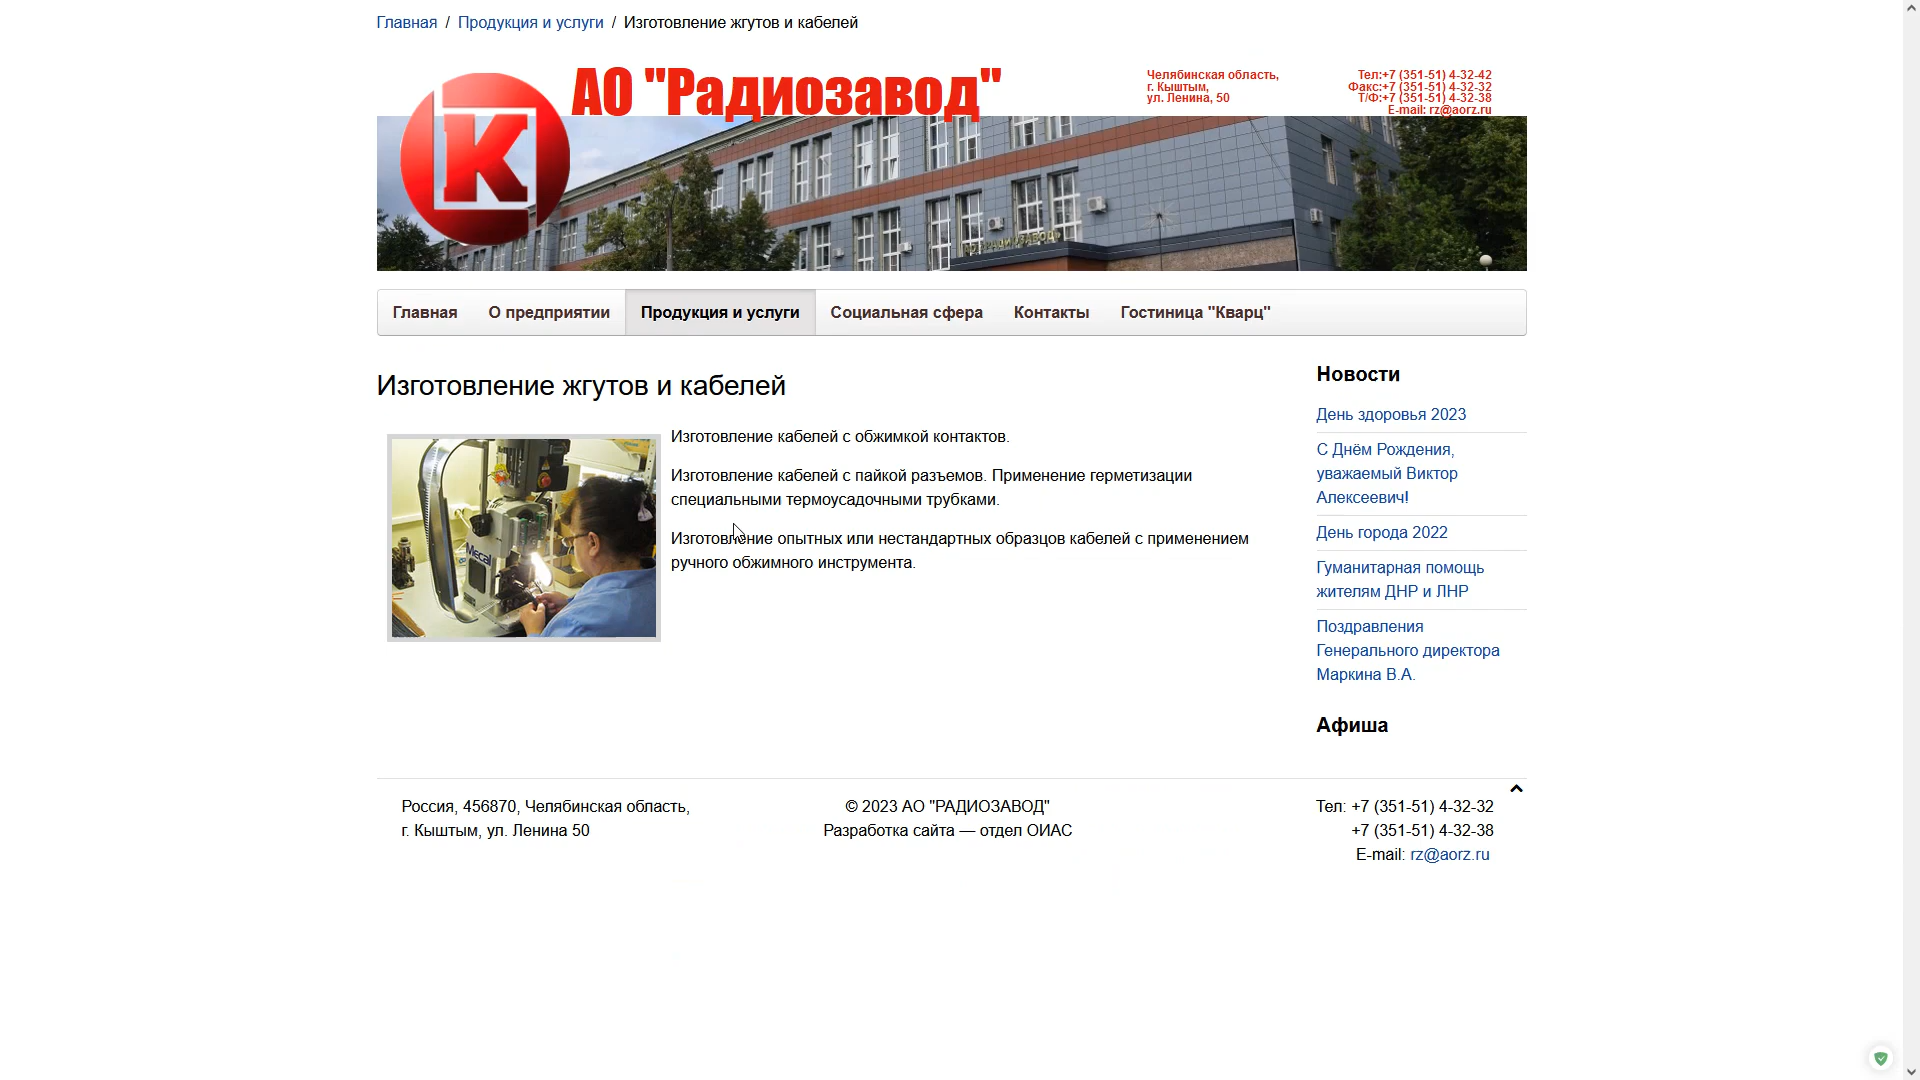 Главная / Продукция и услуги / Изготовление жгутов и кабелей
АО "Радиозавод"
Челябинская область,
г. Кыштым,
ул. Ленина, 50
Тел:+7 (351-51) 4-32-42
Факс:+7 (351-51) 4-32-32
Т/Ф:+7 (351-51) 4-32-38
E-mail: rz@aorz.ru
К
АО «РАДИОЗАВОД»
Главная О предприятии Продукция и услуги Социальная сфера Контакты Гостиница "Кварц"
Изготовление жгутов и кабелей
Mecal
Изготовление кабелей с обжимкой контактов.
Изготовление кабелей с пайкой разъемов. Применение герметизации
специальными термоусадочными трубками.
Изготовление опытных или нестандартных образцов кабелей с применением
ручного обжимного инструмента.
Новости
День здоровья 2023
С Днём Рождения,
уважаемый Виктор
Алексеевич!
День города 2022
Гуманитарная помощь
жителям ДНР и ЛНР
Поздравления
Генерального директора
Маркина В.А.
Афиша
Россия, 456870, Челябинская область,
г. Кыштым, ул. Ленина 50
© 2023 АО "РАДИОЗАВОД"
Разработка сайта — отдел ОИАС
Тел: +7 (351-51) 4-32-32
+7 (351-51) 4-32-38
E-mail: rz@aorz.ru